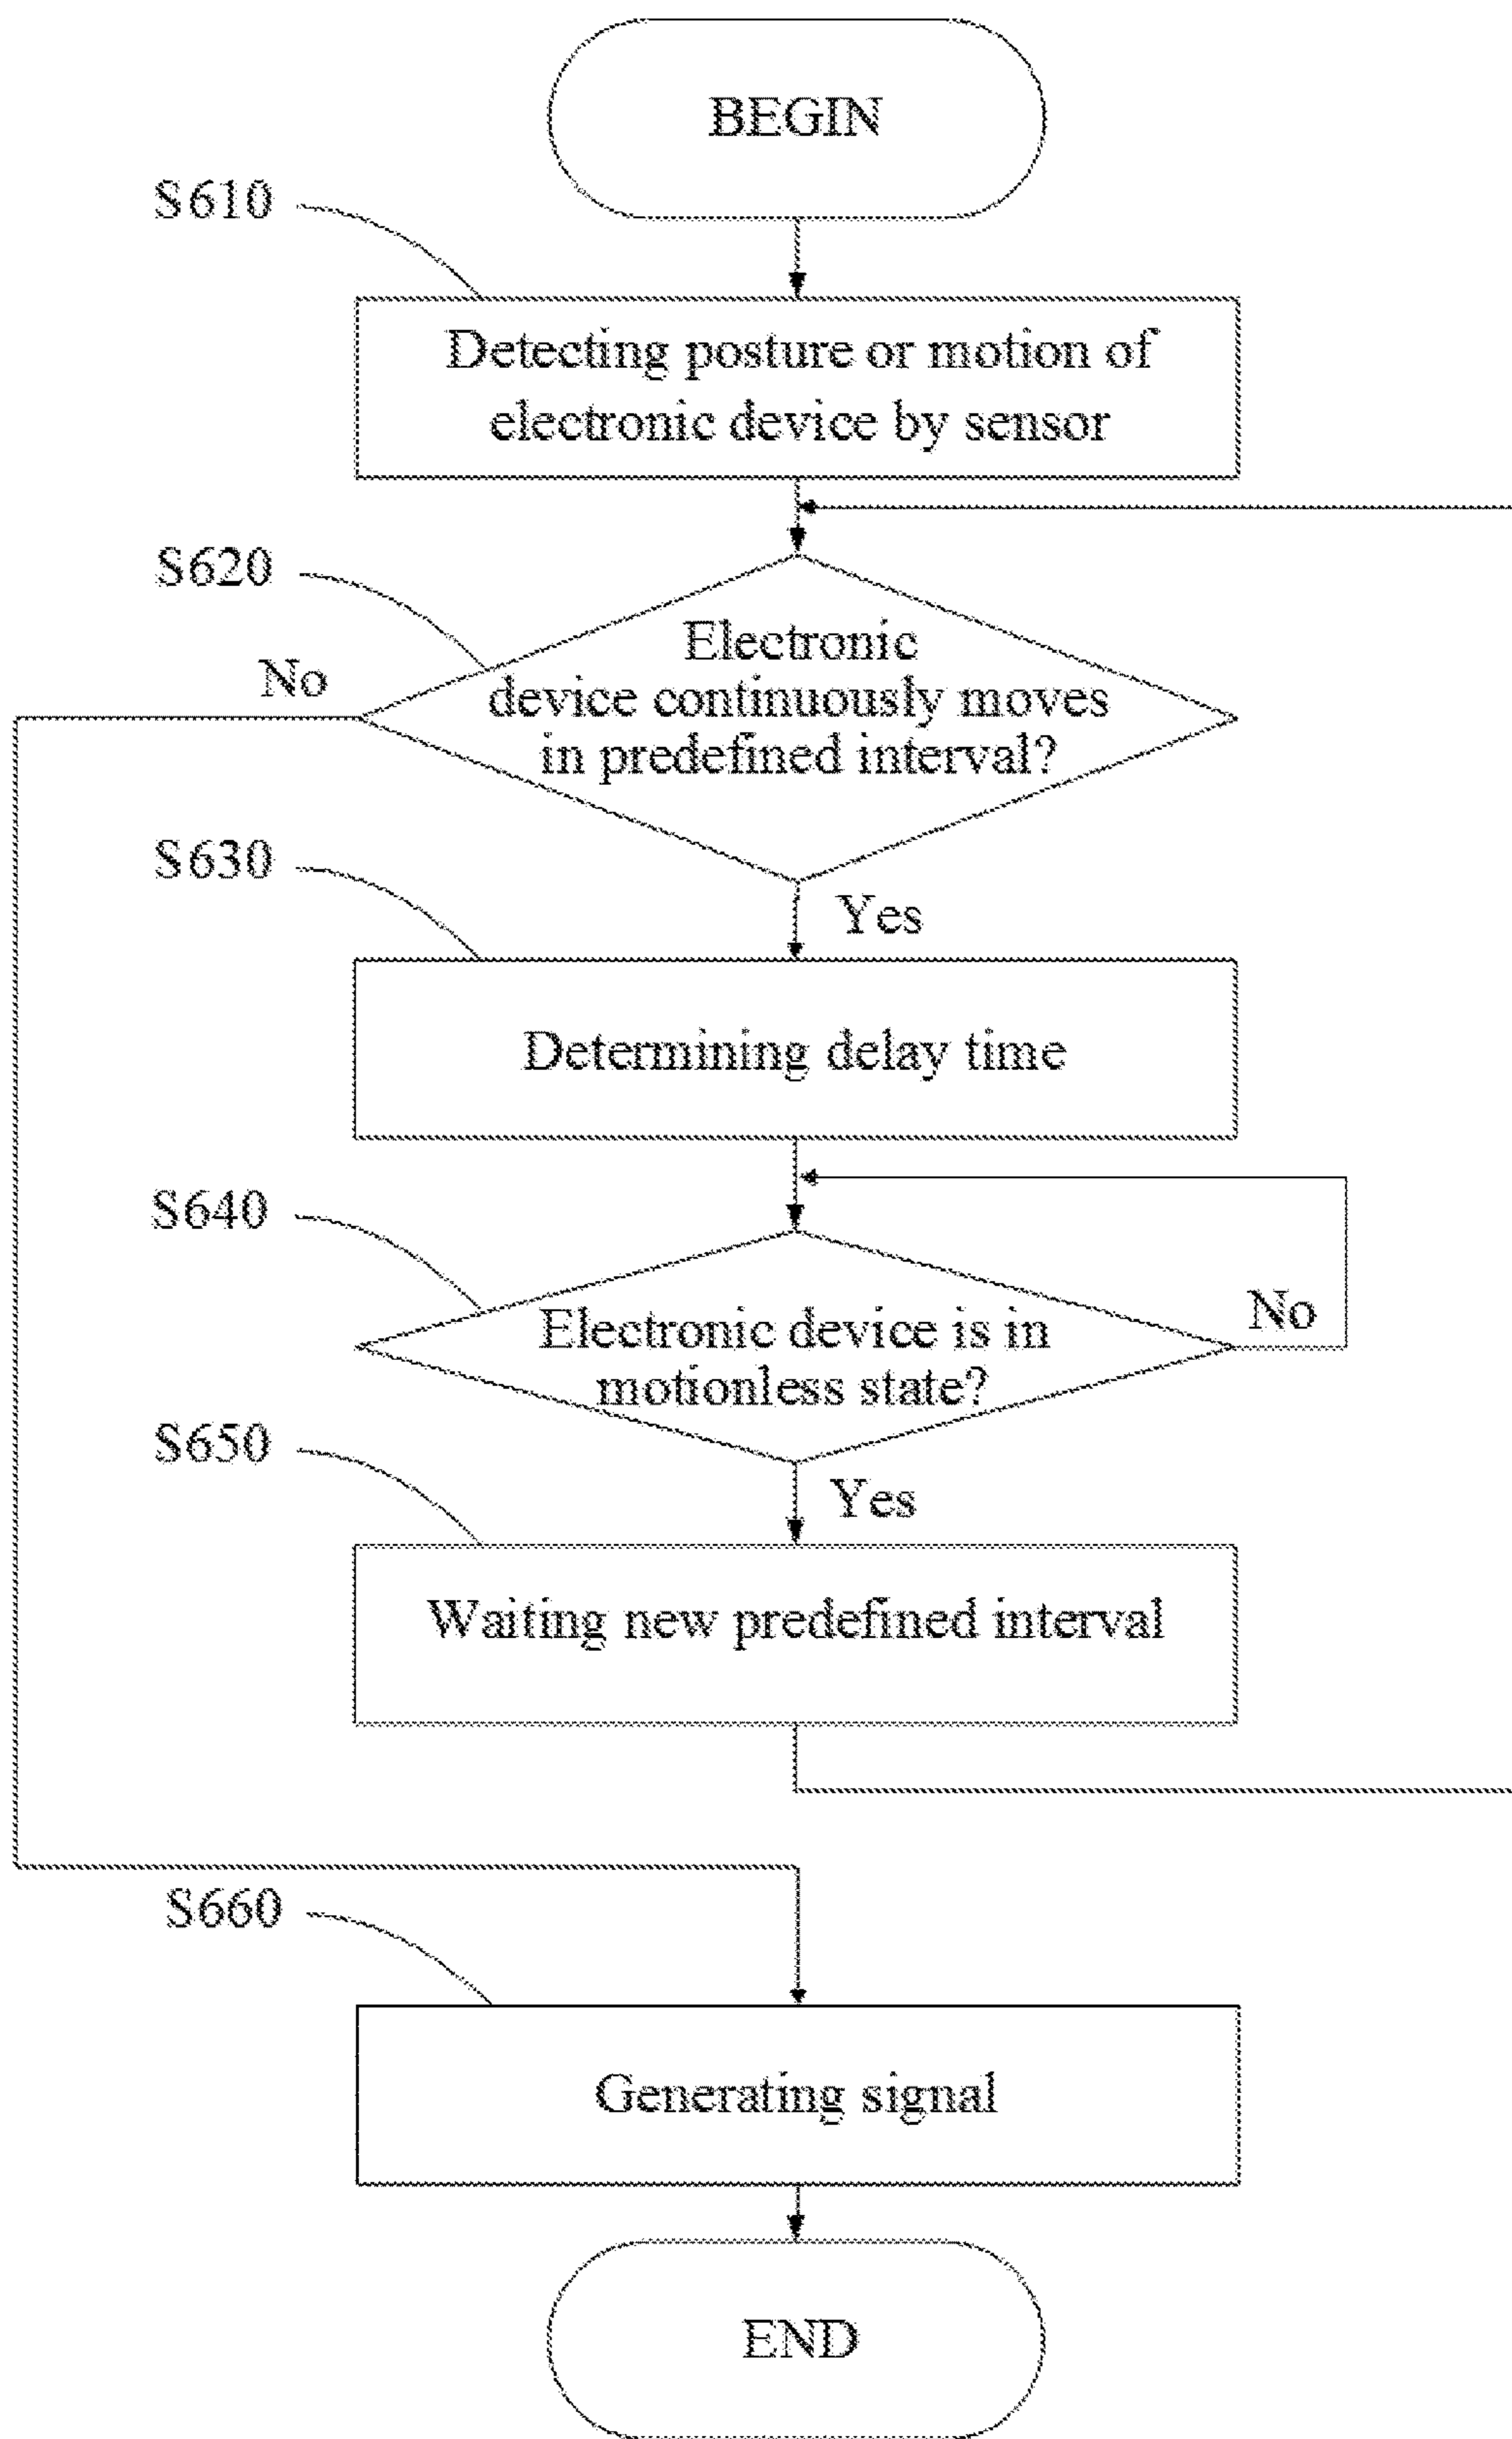 BEGIN
S610
Detecting posture or motion of
electronic device by sensor
S620
No
Electronic
device continuously moves
in predefined interval?
S630
Yes
Determining delay time
S640
No
Electronic device is in
motionless state?
S650
Yes
Waiting new predefined interval
S660
Generating signal
END